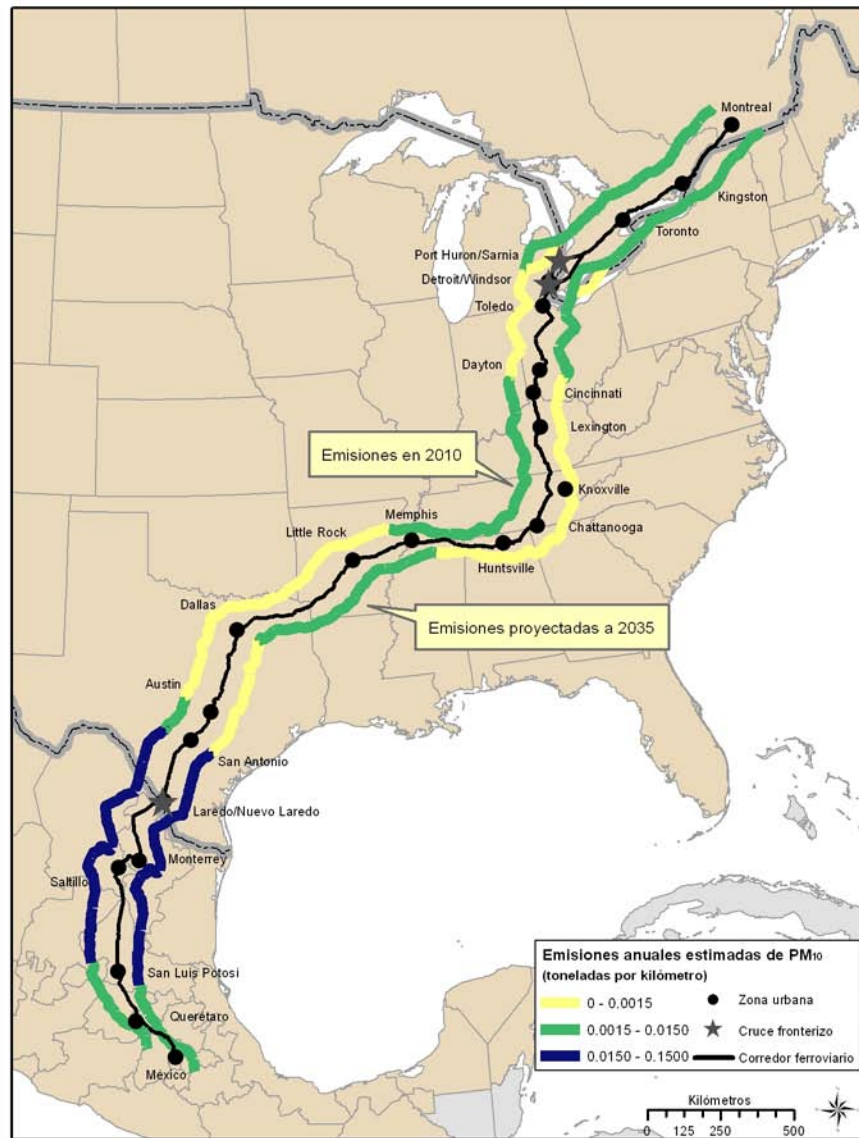 Montreal
Kingston
Toronto
Port Huron/Sarnia
Detroit/Windsor
Toledo
Dayton
Cincinnati
Lexington
Emisiones en 2010
Knoxville
Memphis
Chattanooga
Little Rock
Huntsville
Dallas
Emisiones proyectadas a 2035
Austin
San Antonio
Laredo/Nuevo Laredo
Monterrey
Saltillo
San Luis Potosi
Querétaro
México
Emisiones anuales estimadas de PM10
(toneladas por kilómetro)
0 - 0.0015
Zona urbana
0.0015 - 0.0150
Cruce fronterizo
0.0150 - 0.1500
Corredor ferroviario
Kilómetros
0 125 250 500